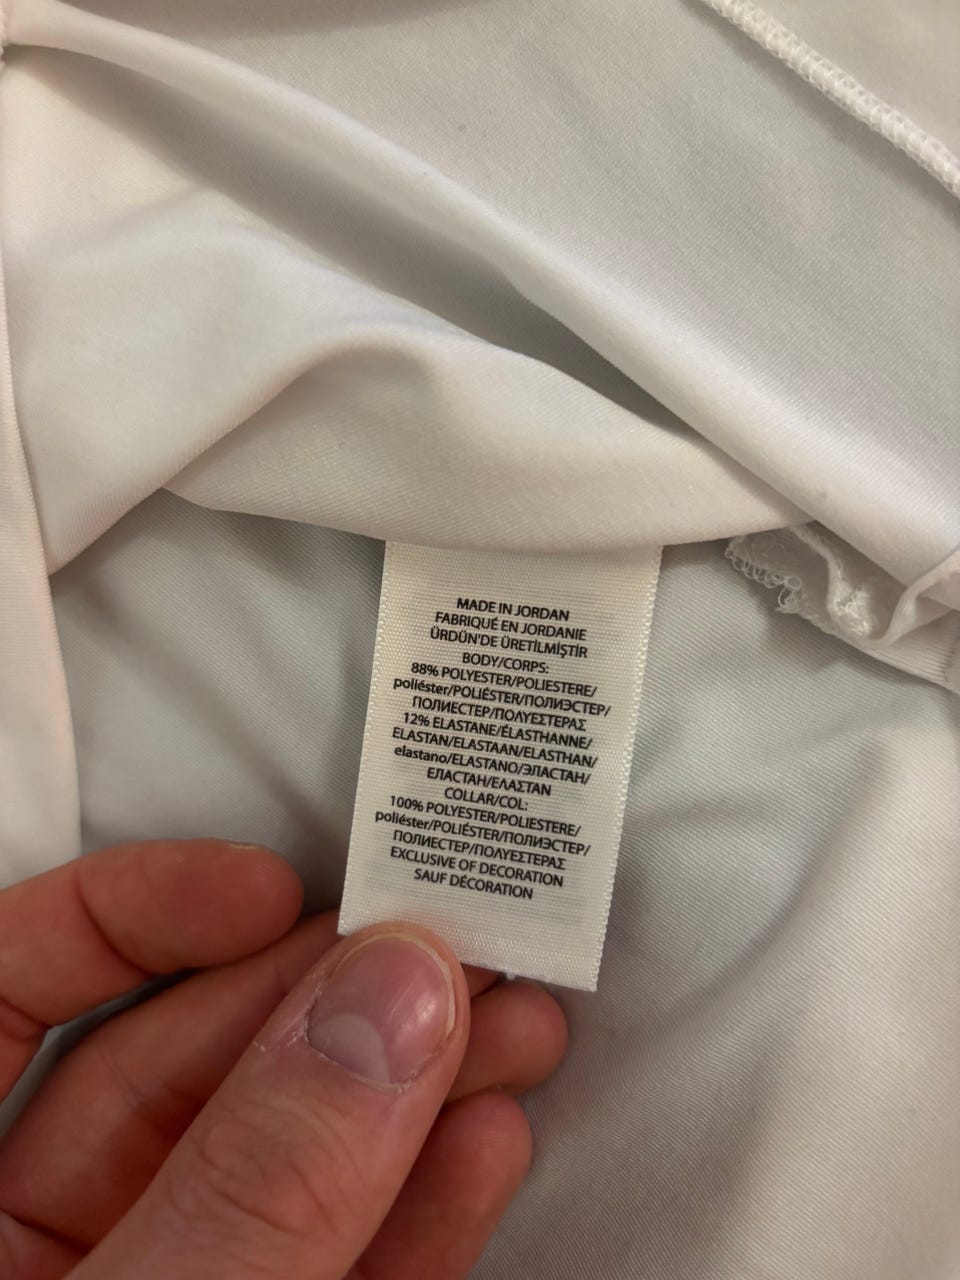 MADE IN JORDAN
FABRIQUÉ EN JORDANIE
ÜRDÜN'DE ÜRETİLMİŞTİR
BODY/CORPS:
88% POLYESTER/POLIESTERE/
poliéster/POLIÉSTER/ПОЛИЭСТЕР/
ПОЛИЕСТЕР/ΠΟΛΥΕΣΤΕΡΑΣ
12% ELASTANE/ÉLASTHANNE/
ELASTAN/ELASTAAN/ELASTHAN/
elastano/ELASTANO/ЭЛАСТАН/
ЕЛАСТАН/ΕΛΑΣΤΑΝ
COLLAR/COL:
100% POLYESTER/POLIESTERE/
poliéster/POLIÉSTER/ПОЛИЭСТЕР/
ПОЛИЕСТЕР/ΠΟΛΥΕΣΤΕΡΑΣ
EXCLUSIVE OF DECORATION
SAUF DÉCORATION